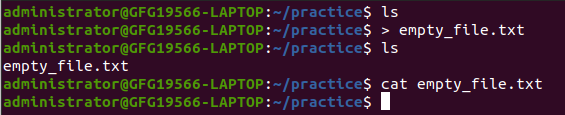 administrator@GFG19566-LAPTOP:~/practice$ ls
administrator@GFG19566-LAPTOP:~/practice$ > empty_file.txt
administrator@GFG19566-LAPTOP:~/practice$ ls
empty_file.txt
administrator@GFG19566-LAPTOP:~/practice$ cat empty_file.txt
administrator@GFG19566-LAPTOP:~/practice$